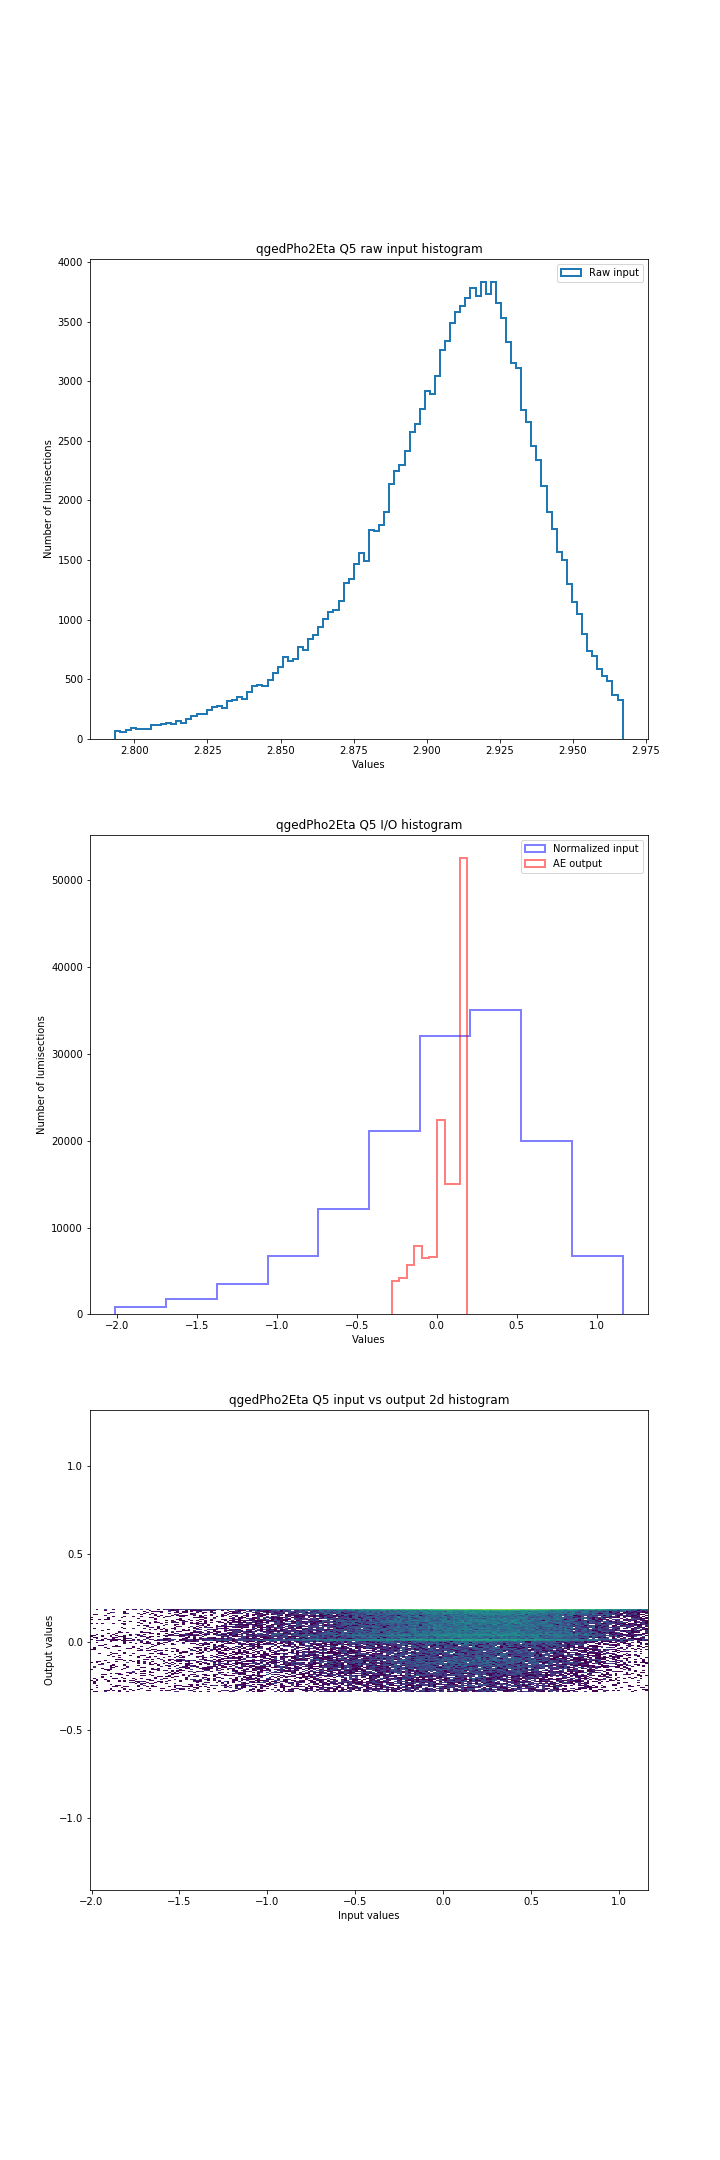 qgedPho2Eta Q5 raw input histogram
4000
3500
3000
2500
2000
1500
1000
500
0
Number of lumisections
Raw input
2.800 2.825 2.850 2.875 2.900 2.925 2.950 2.975
Values
qgedPho2Eta Q5 I/O histogram
50000
40000
30000
20000
10000
0
Number of lumisections
Normalized input
AE output
−2.0 −1.5 −1.0 −0.5 0.0 0.5 1.0
Values
qgedPho2Eta Q5 input vs output 2d histogram
1.0
0.5
0.0
−0.5
−1.0
Output values
−2.0 −1.5 −1.0 −0.5 0.0 0.5 1.0
Input values